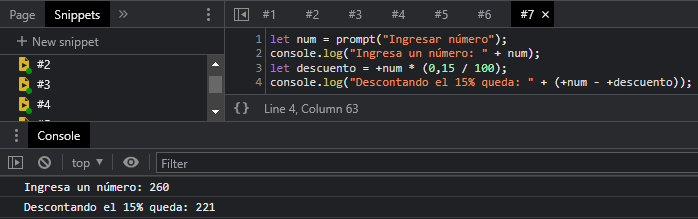 Page Snippets »
+ New snippet
#2
#3
#4
#1 #2 #3 #4 #5 #6 #7 ×
1 let num = prompt("Ingresar número");
2 console.log("Ingresa un número: " + num);
3 let descuento = +num * (0,15 / 100);
4 console.log("Descontando el 15% queda: " + (+num - +descuento));
{} Line 4, Column 63
Console
top ▼ Filter
Ingresa un número: 260
Descontando el 15% queda: 221